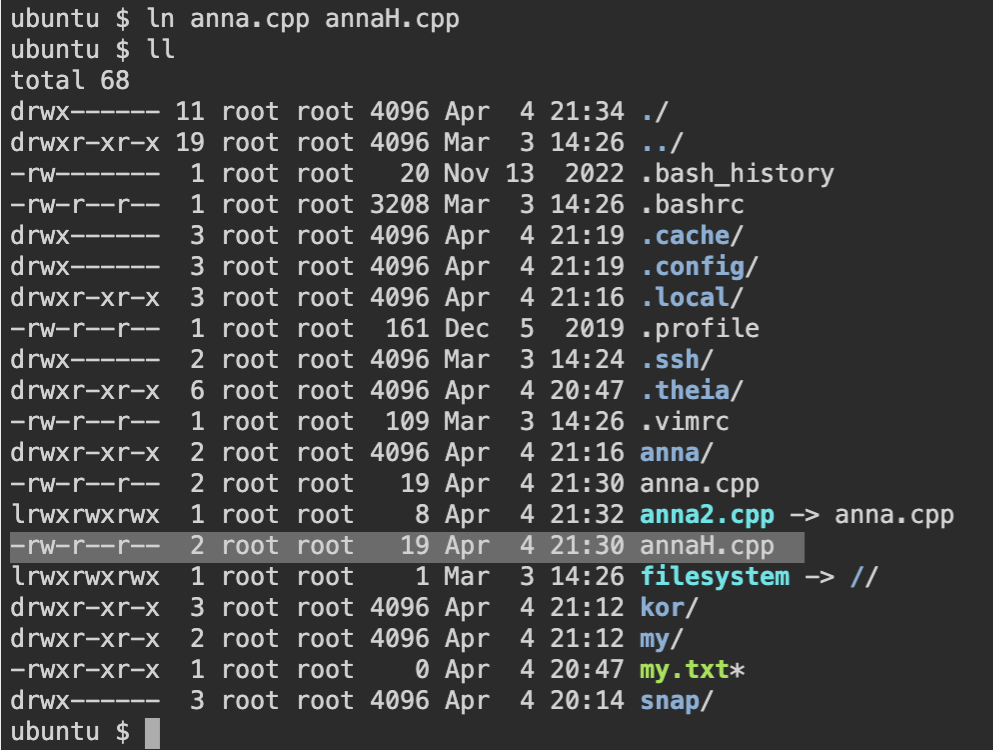 ubuntu $ ln anna.cpp annaH.cpp
ubuntu $ ll
total 68
drwx------ 11 root root 4096 Apr  4 21:34 ./
drwxr-xr-x 19 root root 4096 Mar  3 14:26 ../
-rw-------  1 root root   20 Nov 13  2022 .bash_history
-rw-r--r--  1 root root 3208 Mar  3 14:26 .bashrc
drwx------  3 root root 4096 Apr  4 21:19 .cache/
drwx------  3 root root 4096 Apr  4 21:19 .config/
drwxr-xr-x  3 root root 4096 Apr  4 21:16 .local/
-rw-r--r--  1 root root  161 Dec  5  2019 .profile
drwx------  2 root root 4096 Mar  3 14:24 .ssh/
drwxr-xr-x  6 root root 4096 Apr  4 20:47 .theia/
-rw-r--r--  1 root root  109 Mar  3 14:26 .vimrc
drwxr-xr-x  2 root root 4096 Apr  4 21:16 anna/
-rw-r--r--  2 root root   19 Apr  4 21:30 anna.cpp
lrwxrwxrwx  1 root root    8 Apr  4 21:32 anna2.cpp -> anna.cpp
-rw-r--r--  2 root root   19 Apr  4 21:30 annaH.cpp
lrwxrwxrwx  1 root root    1 Mar  3 14:26 filesystem -> //
drwxr-xr-x  3 root root 4096 Apr  4 21:12 kor/
drwxr-xr-x  2 root root 4096 Apr  4 21:12 my/
-rwxr-xr-x  1 root root    0 Apr  4 20:47 my.txt*
drwx------  3 root root 4096 Apr  4 20:14 snap/
ubuntu $